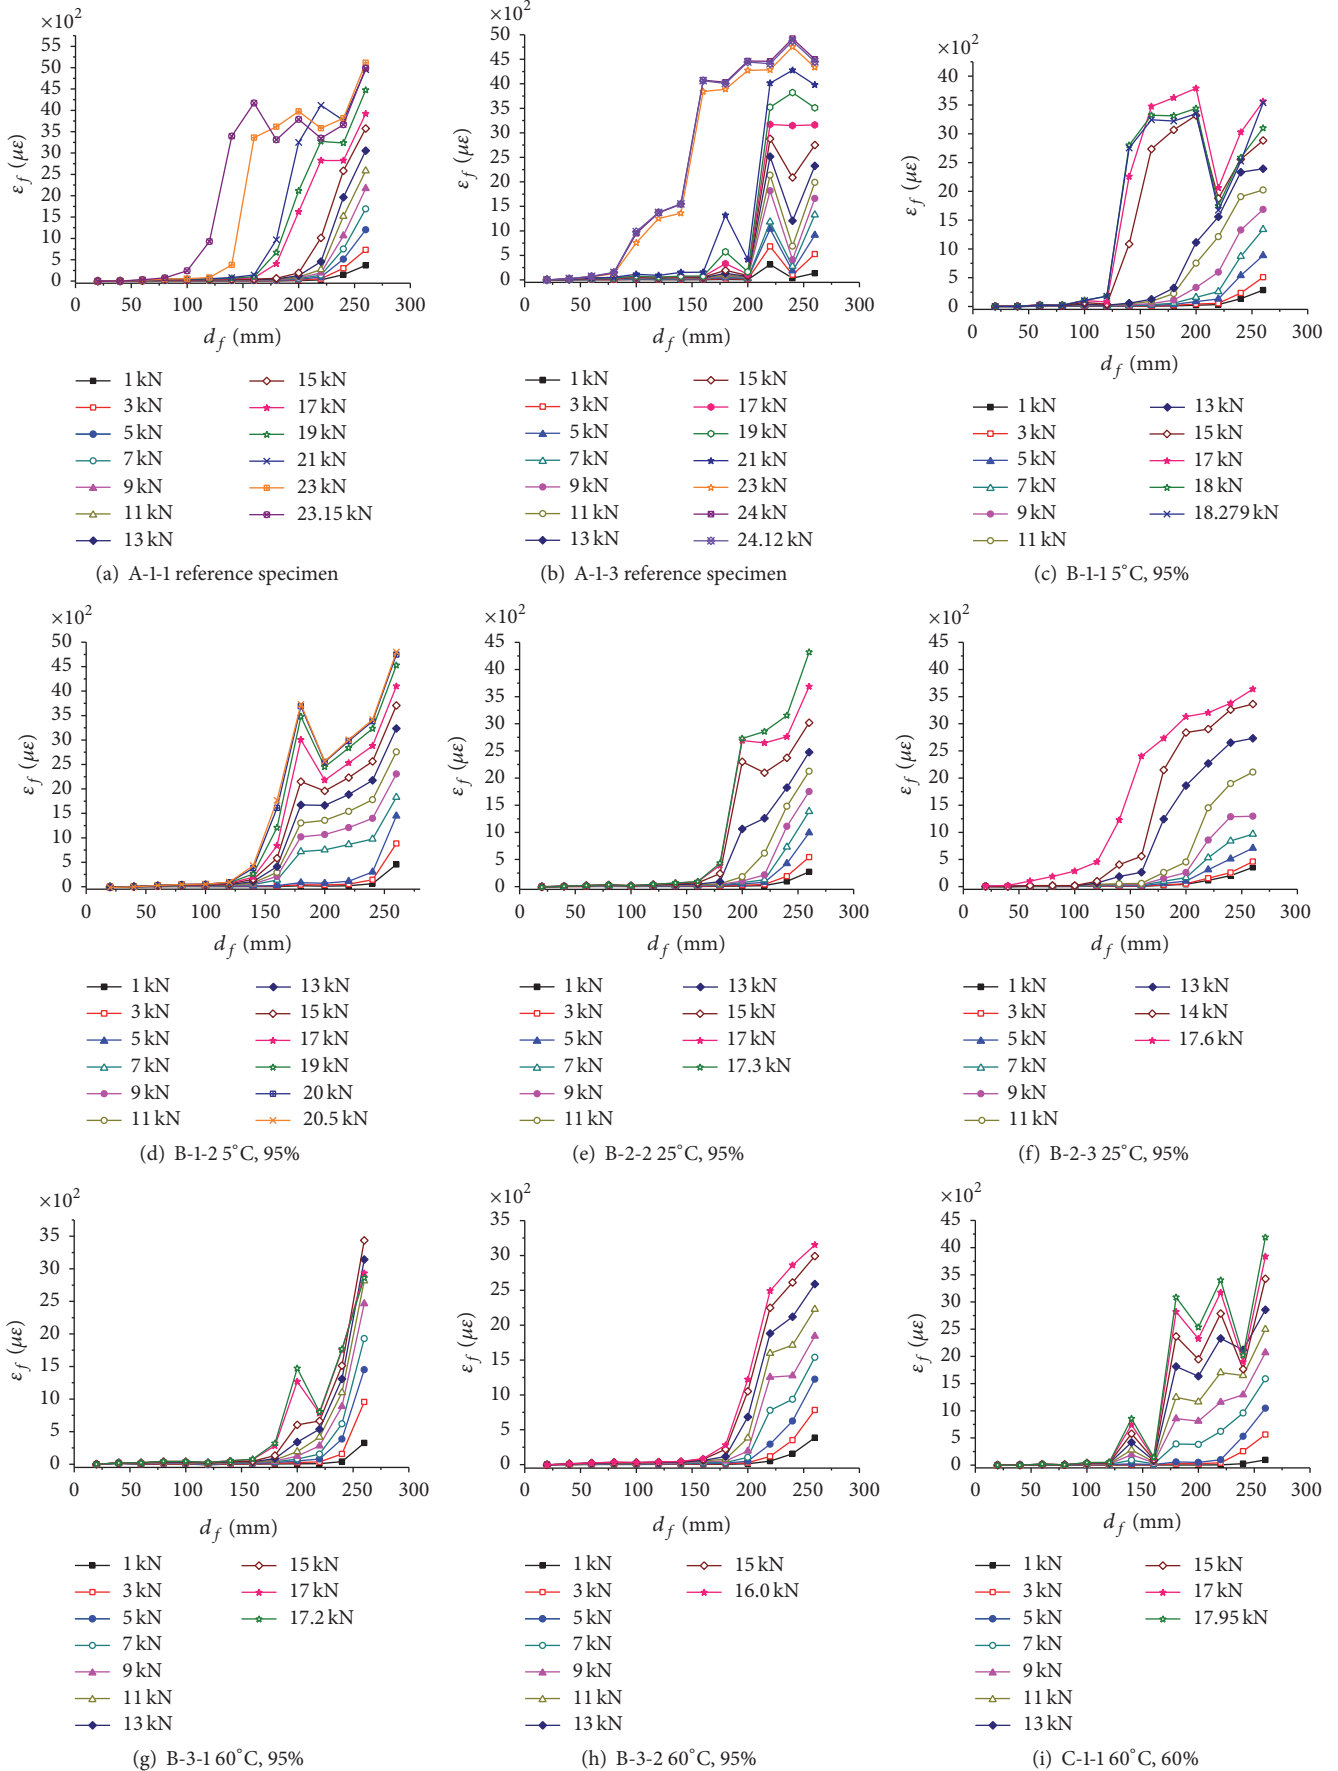 ×10²
55
50
45
40
35
30
25
20
15
10
5
0
ε_f (με)
0 50 100 150 200 250 300
d_f (mm)
1 kN
3 kN
5 kN
7 kN
9 kN
11 kN
13 kN
15 kN
17 kN
19 kN
21 kN
23 kN
23.15 kN
(a) A-1-1 reference specimen
×10²
50
45
40
35
30
25
20
15
10
5
0
ε_f (με)
0 50 100 150 200 250 300
d_f (mm)
1 kN
3 kN
5 kN
7 kN
9 kN
11 kN
13 kN
15 kN
17 kN
19 kN
21 kN
23 kN
24 kN
24.12 kN
(b) A-1-3 reference specimen
×10²
40
35
30
25
20
15
10
5
0
ε_f (με)
0 50 100 150 200 250 300
d_f (mm)
1 kN
3 kN
5 kN
7 kN
9 kN
11 kN
13 kN
15 kN
17 kN
18 kN
18.279 kN
(c) B-1-1 5°C, 95%
×10²
50
45
40
35
30
25
20
15
10
5
0
ε_f (με)
0 50 100 150 200 250
d_f (mm)
1 kN
3 kN
5 kN
7 kN
9 kN
11 kN
13 kN
15 kN
17 kN
19 kN
20 kN
20.5 kN
(d) B-1-2 5°C, 95%
×10²
45
40
35
30
25
20
15
10
5
0
ε_f (με)
0 50 100 150 200 250 300
d_f (mm)
1 kN
3 kN
5 kN
7 kN
9 kN
11 kN
13 kN
15 kN
17 kN
17.3 kN
(e) B-2-2 25°C, 95%
×10²
45
40
35
30
25
20
15
10
5
0
ε_f (με)
0 50 100 150 200 250 300
d_f (mm)
1 kN
3 kN
5 kN
7 kN
9 kN
11 kN
13 kN
14 kN
17.6 kN
(f) B-2-3 25°C, 95%
×10²
35
30
25
20
15
10
5
0
ε_f (με)
0 50 100 150 200 250 300
d_f (mm)
1 kN
3 kN
5 kN
7 kN
9 kN
11 kN
13 kN
15 kN
17 kN
17.2 kN
(g) B-3-1 60°C, 95%
×10²
35
30
25
20
15
10
5
0
ε_f (με)
0 50 100 150 200 250 300
d_f (mm)
1 kN
3 kN
5 kN
7 kN
9 kN
11 kN
13 kN
15 kN
16.0 kN
(h) B-3-2 60°C, 95%
×10²
45
40
35
30
25
20
15
10
5
0
ε_f (με)
0 50 100 150 200 250 300
d_f (mm)
1 kN
3 kN
5 kN
7 kN
9 kN
11 kN
13 kN
15 kN
17 kN
17.95 kN
(i) C-1-1 60°C, 60%